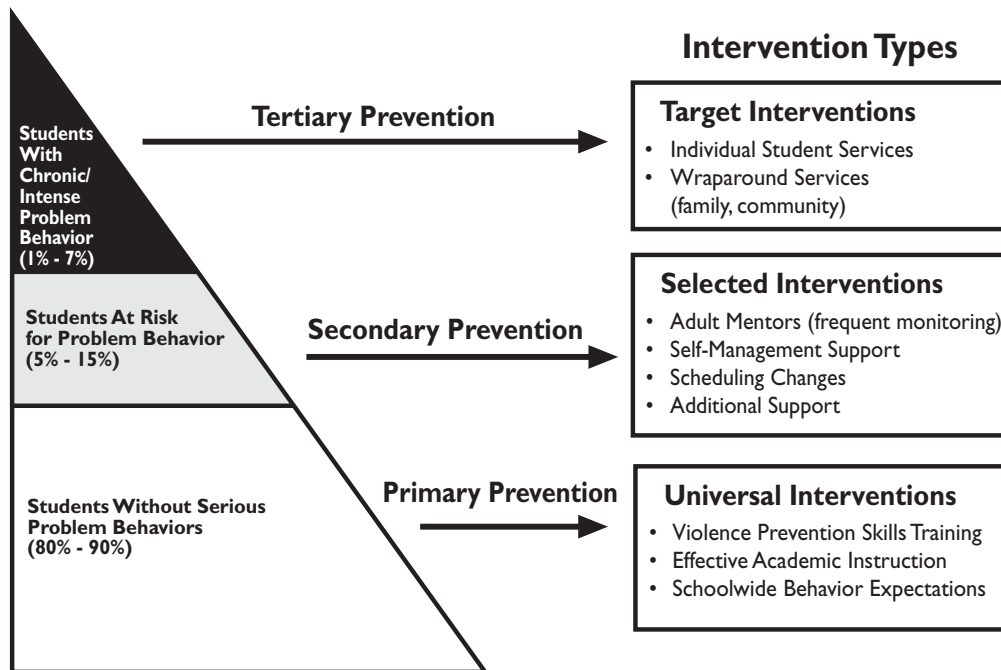 Intervention Types
Students
With
Chronic/
Intense
Problem
Behavior
(1% - 7%)
Tertiary Prevention
Target Interventions
• Individual Student Services
• Wraparound Services
(family, community)
Students At Risk
for Problem Behavior
(5% - 15%)
Secondary Prevention
Selected Interventions
• Adult Mentors (frequent monitoring)
• Self-Management Support
• Scheduling Changes
• Additional Support
Students Without Serious
Problem Behaviors
(80% - 90%)
Primary Prevention
Universal Interventions
• Violence Prevention Skills Training
• Effective Academic Instruction
• Schoolwide Behavior Expectations